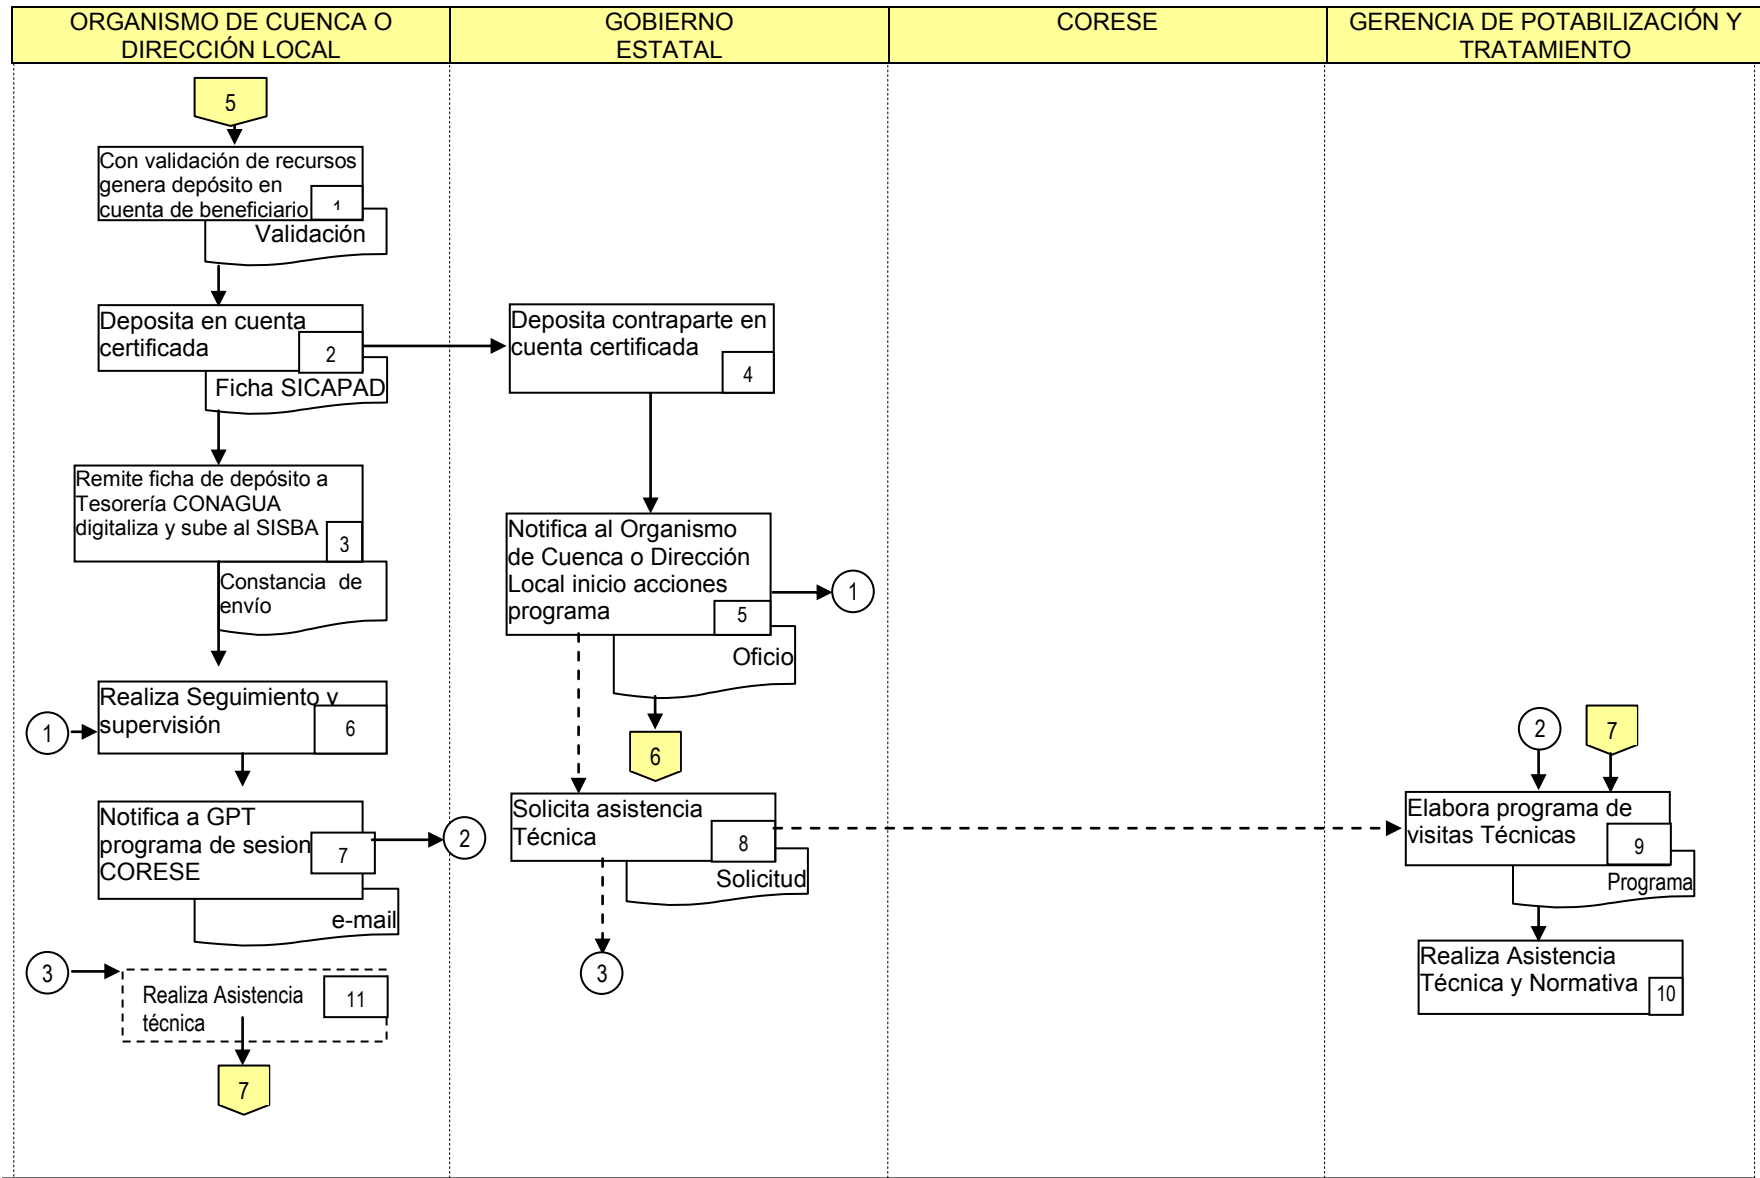 ORGANISMO DE CUENCA O
DIRECCIÓN LOCAL
GOBIERNO
ESTATAL
CORESE
GERENCIA DE POTABILIZACIÓN Y
TRATAMIENTO
5
Con validación de recursos
genera depósito en
cuenta de beneficiario
1
Validación
Deposita en cuenta
certificada
2
Ficha SICAPAD
Deposita contraparte en
cuenta certificada
4
Remite ficha de depósito a
Tesorería CONAGUA
digitaliza y sube al SISBA
3
Constancia de
envío
Notifica al Organismo
de Cuenca o Dirección
Local inicio acciones
programa
5
1
Oficio
6
1
Realiza Seguimiento y
supervisión
6
2
7
Notifica a GPT
programa de sesion
CORESE
7
2
e-mail
Solicita asistencia
Técnica
8
Solicitud
3
Elabora programa de
visitas Técnicas
9
Programa
Realiza Asistencia
Técnica y Normativa
10
3
Realiza Asistencia
técnica
11
7